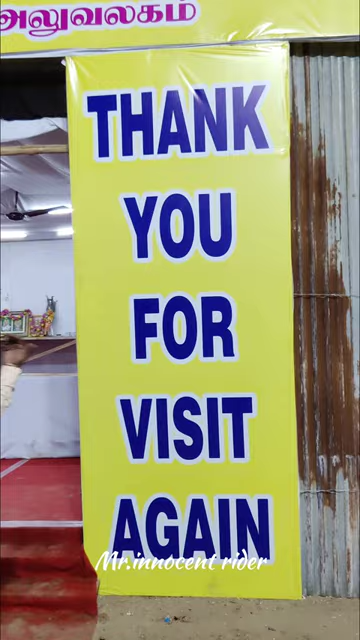 அலுவலகம்
THANK
YOU
FOR
VISIT
AGAIN
Mr.innocent rider